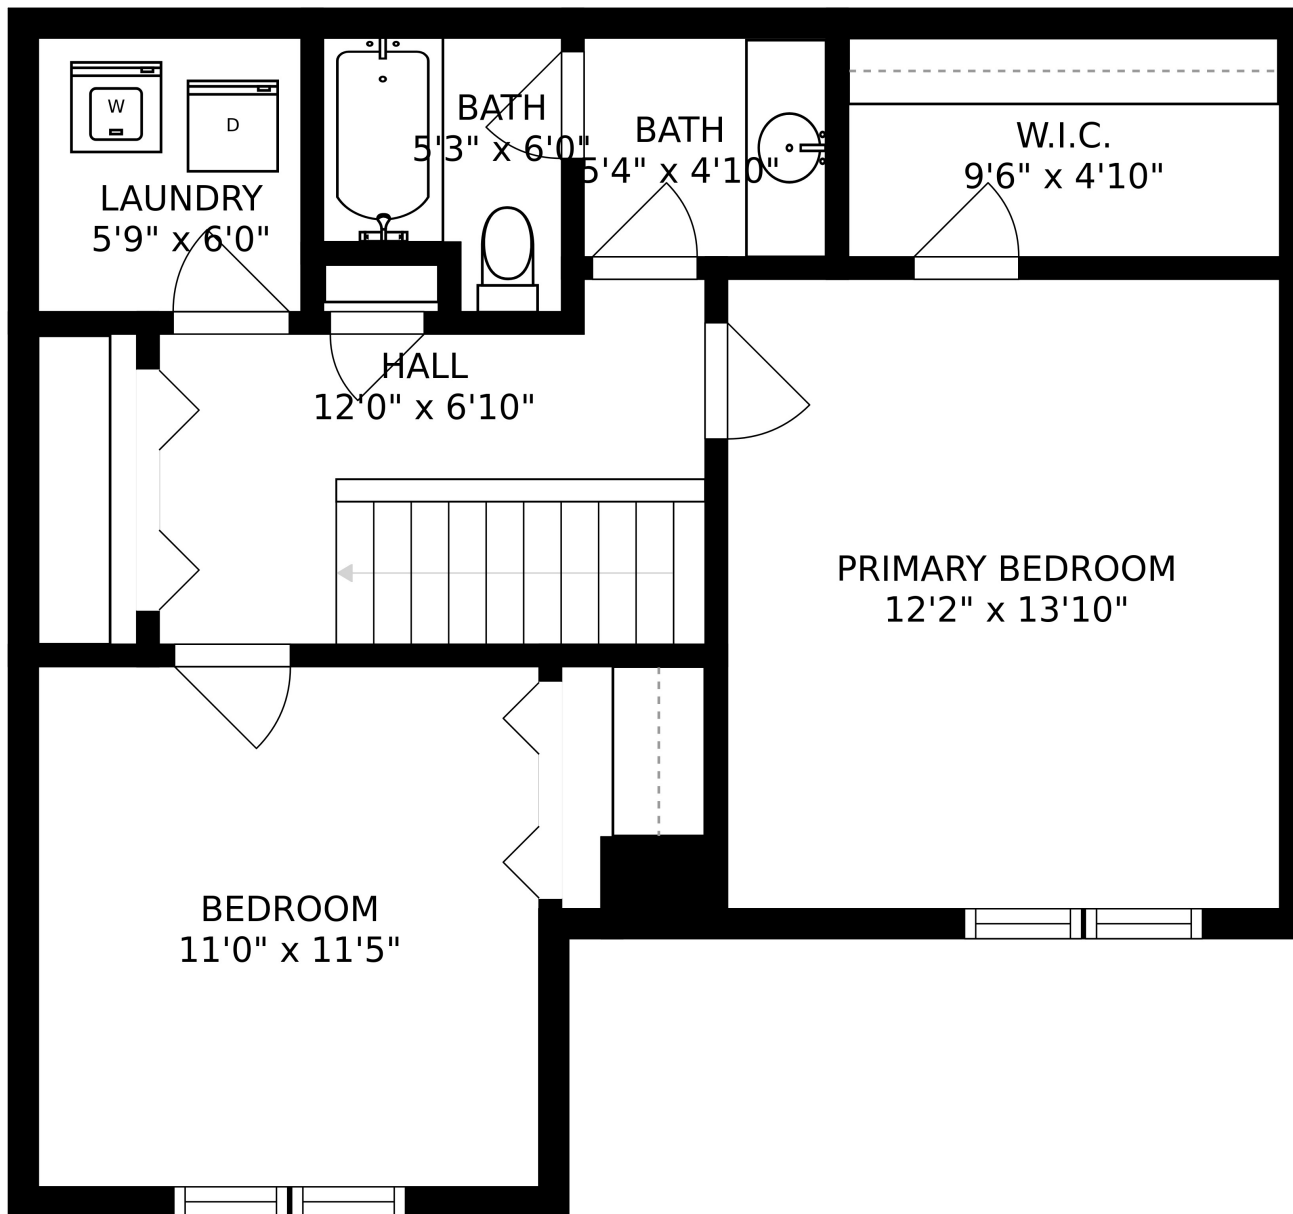 W
D
LAUNDRY
5'9" x 6'0"
BATH
5'3" x 6'0"
BATH
5'4" x 4'10"
W.I.C.
9'6" x 4'10"
HALL
12'0" x 6'10"
PRIMARY BEDROOM
12'2" x 13'10"
BEDROOM
11'0" x 11'5"